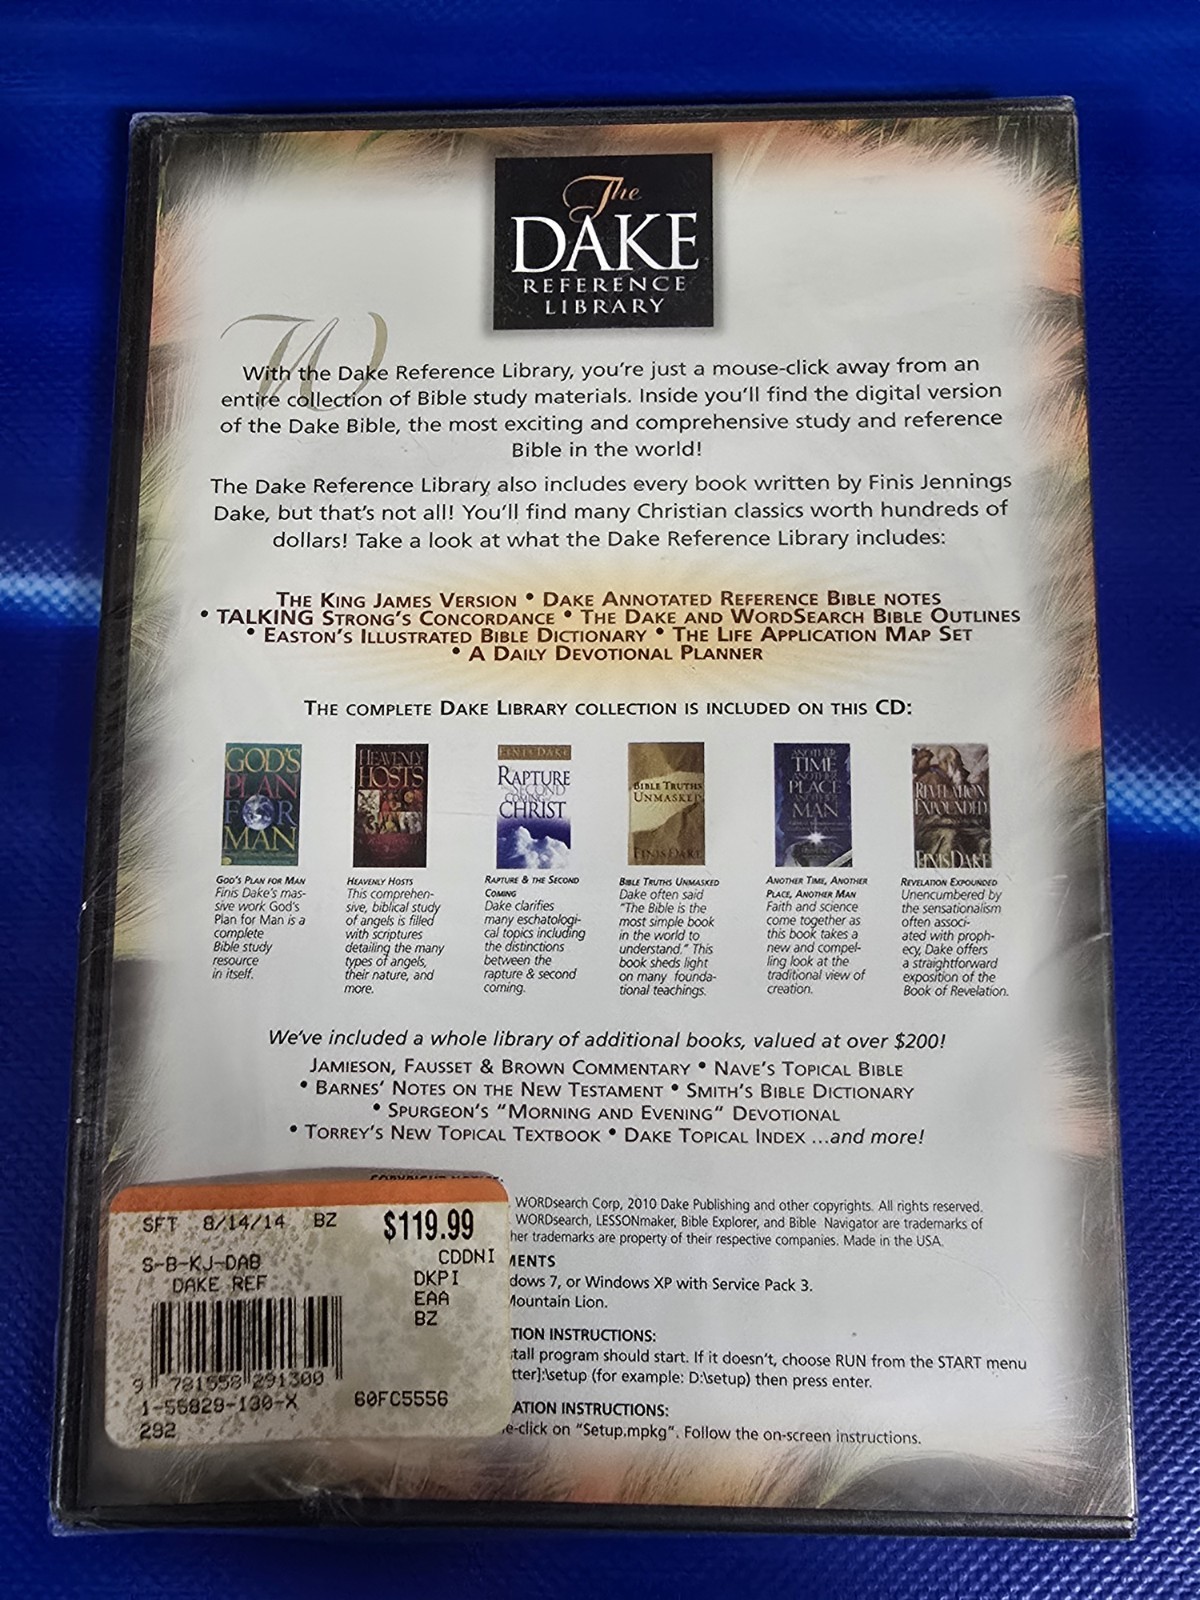 The
DAKE
REFERENCE
LIBRARY
With the Dake Reference Library, you're just a mouse-click away from an
entire collection of Bible study materials. Inside you'll find the digital version
of the Dake Bible, the most exciting and comprehensive study and reference
Bible in the world!
The Dake Reference Library also includes every book written by Finis Jennings
Dake, but that's not all! You'll find many Christian classics worth hundreds of
dollars! Take a look at what the Dake Reference Library includes:
THE KING JAMES VERSION • DAKE ANNOTATED REFERENCE BIBLE NOTES
• TALKING STRONG'S CONCORDANCE • THE DAKE AND WORDSEARCH BIBLE OUTLINES
• EASTON'S ILLUSTRATED BIBLE DICTIONARY • THE LIFE APPLICATION MAP SET
• A DAILY DEVOTIONAL PLANNER
THE COMPLETE DAKE LIBRARY COLLECTION IS INCLUDED ON THIS CD:
GOD'S
PLAN
FOR
MAN
HEAVENLY
HOSTS
FINIS DAKE
RAPTURE
SECOND
COMING
CHRIST
BIBLE TRUTHS
UNMASKED
FINIS DAKE
ANOTHER
TIME
ANOTHER
PLACE
ANOTHER
MAN
REVELATION
EXPOUNDED
FINIS DAKE
GOD'S PLAN FOR MAN
Finis Dake's mas-
sive work God's
Plan for Man is a
complete
Bible study
resource
in itself.
HEAVENLY HOSTS
This comprehen-
sive, biblical study
of angels is filled
with scriptures
detailing the many
types of angels,
their nature, and
more.
RAPTURE & THE SECOND
COMING
Dake clarifies
many eschatologi-
cal topics including
the distinctions
between the
rapture & second
coming.
BIBLE TRUTHS UNMASKED
Dake often said
"The Bible is the
most simple book
in the world to
understand." This
book sheds light
on many founda-
tional teachings.
ANOTHER TIME, ANOTHER
PLACE, ANOTHER MAN
Faith and science
come together as
this book takes a
new and compel-
ling look at the
traditional view of
creation.
REVELATION EXPOUNDED
Unencumbered by
the sensationalism
often associ-
ated with proph-
ecy, Dake offers
a straightforward
exposition of the
Book of Revelation.
We've included a whole library of additional books, valued at over $200!
JAMIESON, FAUSSET & BROWN COMMENTARY • NAVE'S TOPICAL BIBLE
• BARNES' NOTES ON THE NEW TESTAMENT • SMITH'S BIBLE DICTIONARY
• SPURGEON'S "MORNING AND EVENING" DEVOTIONAL
• TORREY'S NEW TOPICAL TEXTBOOK • DAKE TOPICAL INDEX ...and more!
WORDsearch Corp, 2010 Dake Publishing and other copyrights. All rights reserved.
WORDsearch, LESSONmaker, Bible Explorer, and Bible Navigator are trademarks of
her trademarks are property of their respective companies. Made in the USA.
MENTS
dows 7, or Windows XP with Service Pack 3.
Mountain Lion.
TION INSTRUCTIONS:
tall program should start. If it doesn't, choose RUN from the START menu
tter]:\setup (for example: D:\setup) then press enter.
ATION INSTRUCTIONS:
e-click on "Setup.mpkg". Follow the on-screen instructions.
SFT 8/14/14 BZ $119.99
S-B-KJ-DAB CDDNI
DAKE REF DKPI
EAA
BZ
9 781558 291300
1-55829-130-X 60FC5556
292